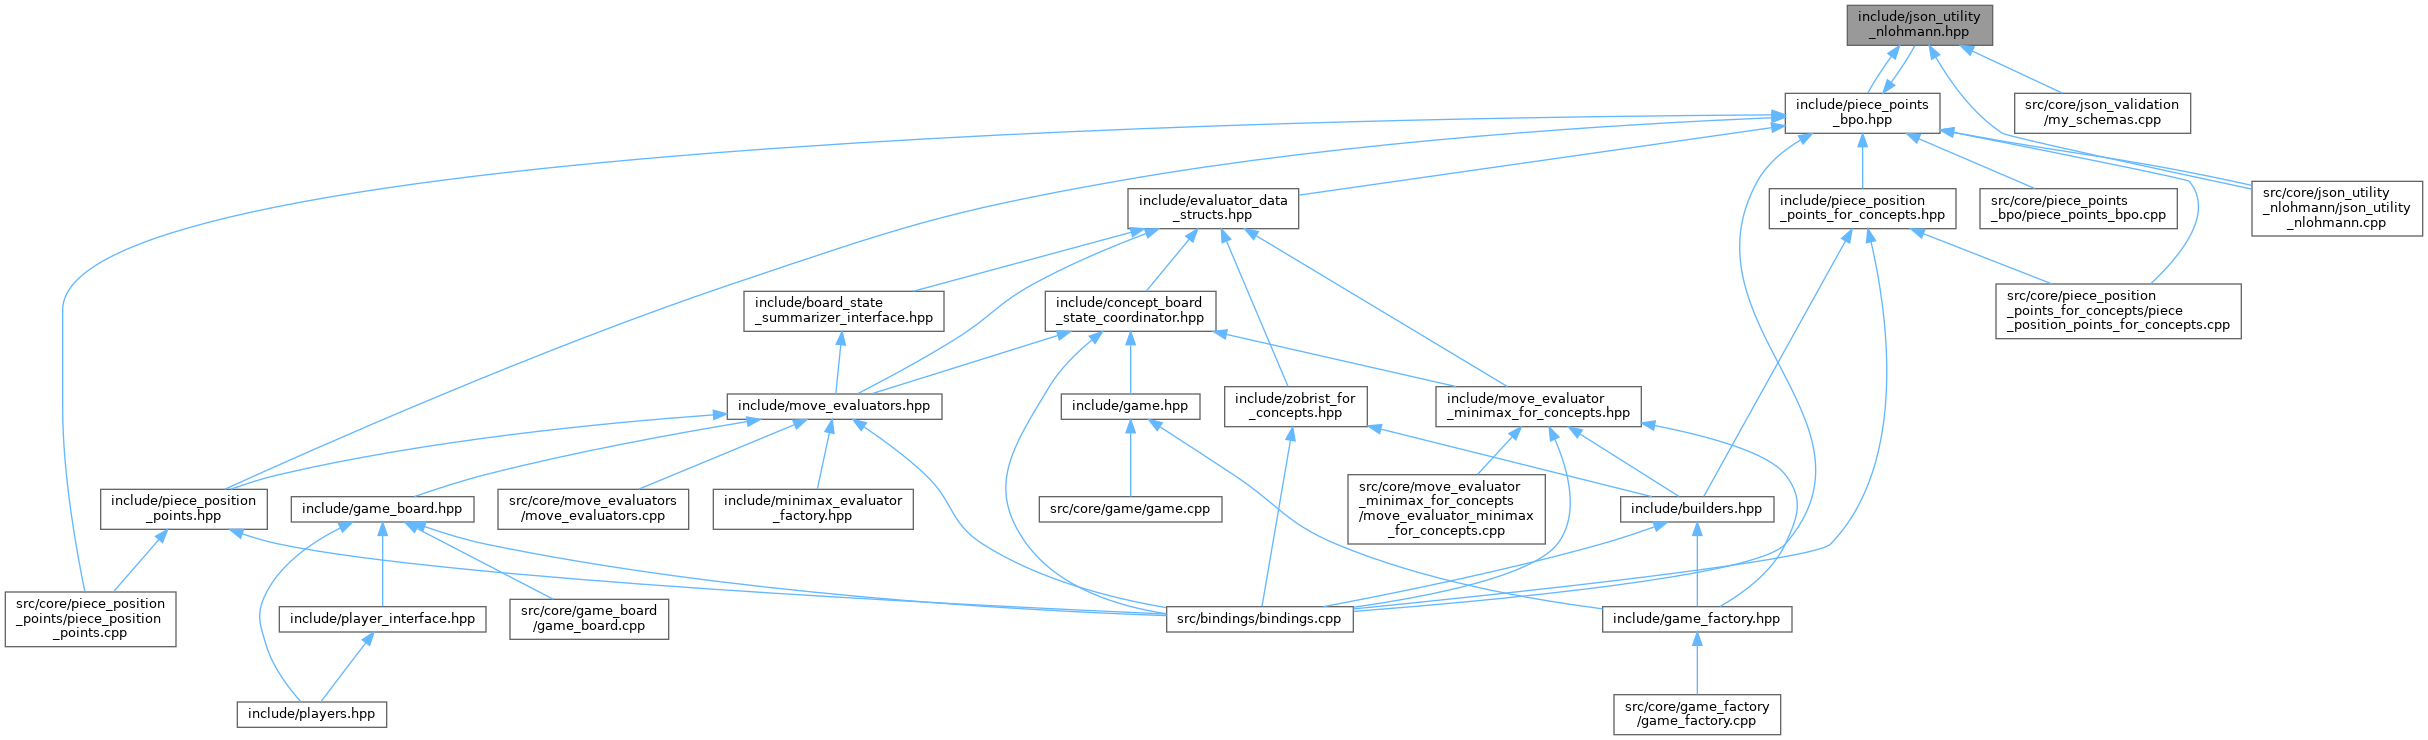 include/json_utility
_nlohmann.hpp
include/piece_points
_bpo.hpp
src/core/json_validation
/my_schemas.cpp
include/evaluator_data
_structs.hpp
include/piece_position
_points_for_concepts.hpp
src/core/piece_points
_bpo/piece_points_bpo.cpp
src/core/json_utility
_nlohmann/json_utility
_nlohmann.cpp
include/board_state
_summarizer_interface.hpp
include/concept_board
_state_coordinator.hpp
src/core/piece_position
_points_for_concepts/piece
_position_points_for_concepts.cpp
include/move_evaluators.hpp
include/game.hpp
include/zobrist_for
_concepts.hpp
include/move_evaluator
_minimax_for_concepts.hpp
include/piece_position
_points.hpp
include/game_board.hpp
src/core/move_evaluators
/move_evaluators.cpp
include/minimax_evaluator
_factory.hpp
src/core/game/game.cpp
src/core/move_evaluator
_minimax_for_concepts
/move_evaluator_minimax
_for_concepts.cpp
include/builders.hpp
src/core/piece_position
_points/piece_position
_points.cpp
include/player_interface.hpp
src/core/game_board
/game_board.cpp
src/bindings/bindings.cpp
include/game_factory.hpp
include/players.hpp
src/core/game_factory
/game_factory.cpp